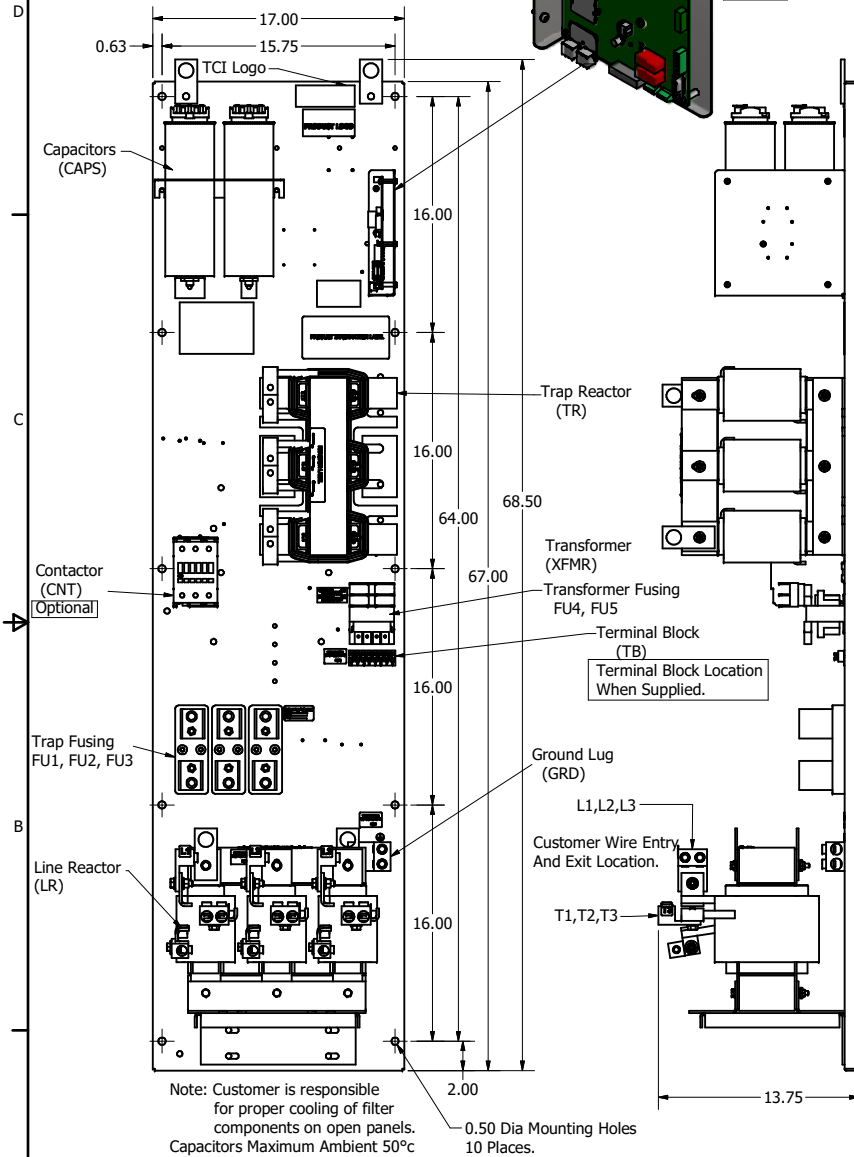 D
17.00
0.63
15.75
TCI Logo
PRODUCT LOGO
Capacitors
(CAPS)
16.00
C
Trap Reactor
(TR)
16.00
68.50
64.00
67.00
Transformer
(XFMR)
Contactor
(CNT)
Optional
Transformer Fusing
FU4, FU5
Terminal Block
(TB)
Terminal Block Location
When Supplied.
16.00
Trap Fusing
FU1, FU2, FU3
Ground Lug
(GRD)
L1,L2,L3
B
Customer Wire Entry
And Exit Location.
Line Reactor
(LR)
T1,T2,T3
16.00
2.00
13.75
Note: Customer is responsible
for proper cooling of filter
components on open panels.
Capacitors Maximum Ambient 50°c
0.50 Dia Mounting Holes
10 Places.